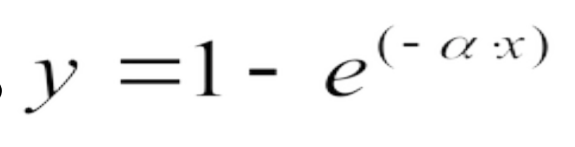 y = 1 - e^(- α ·x)